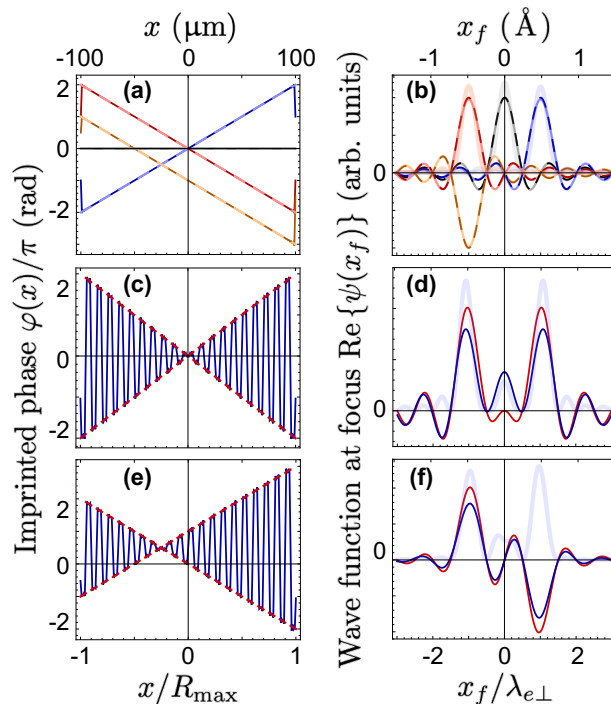 x (μm)
-100 0 100
x_f (Å)
-1 0 1
Imprinted phase φ(x)/π (rad)
(a)
2
0
-2
(c)
2
0
-2
(e)
2
0
-2
-1 0 1
x/R_max
Wave function at focus Re{ψ(x_f)} (arb. units)
(b)
0
(d)
0
(f)
0
-2 0 2
x_f/λ_e⊥